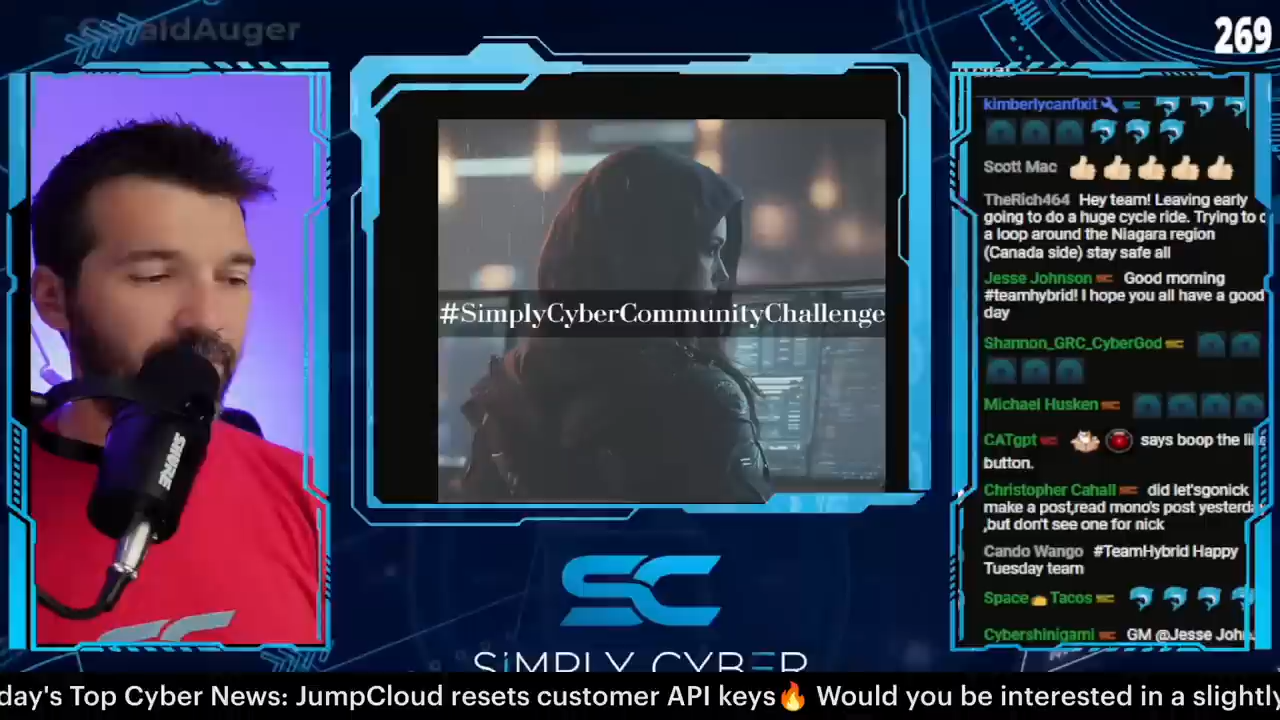 aldAuger
269
kimberlycanfixit
Scott Mac
TheRich464 Hey team! Leaving early
going to do a huge cycle ride. Trying to
a loop around the Niagara region
(Canada side) stay safe all
Jesse Johnson Good morning
#teamhybrid! I hope you all have a good
day
Shannon_GRC_CyberGod
Michael Husken
CATgpt says boop the
button.
Christopher Cahall did let'sgonick
make a post,read mono's post
,but don't see one for nick
Cando Wango #TeamHybrid Happy
Tuesday team
Space Tacos
Cybershinigami GM @Jesse
#SimplyCyberCommunityChallenge
SHURE
SC
SIMPLY CYBER
day's Top Cyber News: JumpCloud resets customer API keys🔥 Would you be interested in a slightly